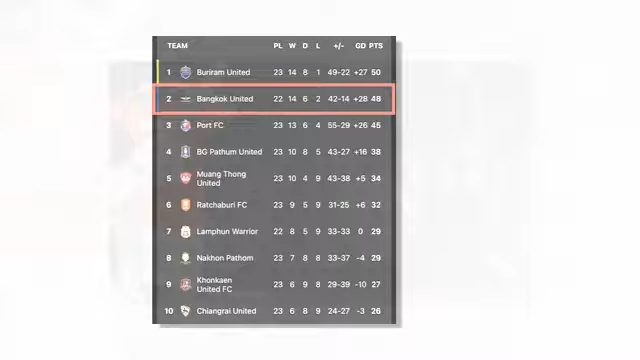 TEAM PL W D L +/- GD PTS
1 Buriram United 23 14 8 1 49-22 +27 50
2 Bangkok United 22 14 6 2 42-14 +28 48
3 Port FC 23 13 6 4 55-29 +26 45
4 BG Pathum United 23 10 8 5 43-27 +16 38
5 Muang Thong United 23 10 4 9 43-38 +5 34
6 Ratchaburi FC 23 9 5 9 31-25 +6 32
7 Lamphun Warrior 22 8 5 9 33-33 0 29
8 Nakhon Pathom 23 7 8 8 33-37 -4 29
9 Khonkaen United FC 23 6 9 8 29-39 -10 27
10 Chiangrai United 23 6 8 9 24-27 -3 26